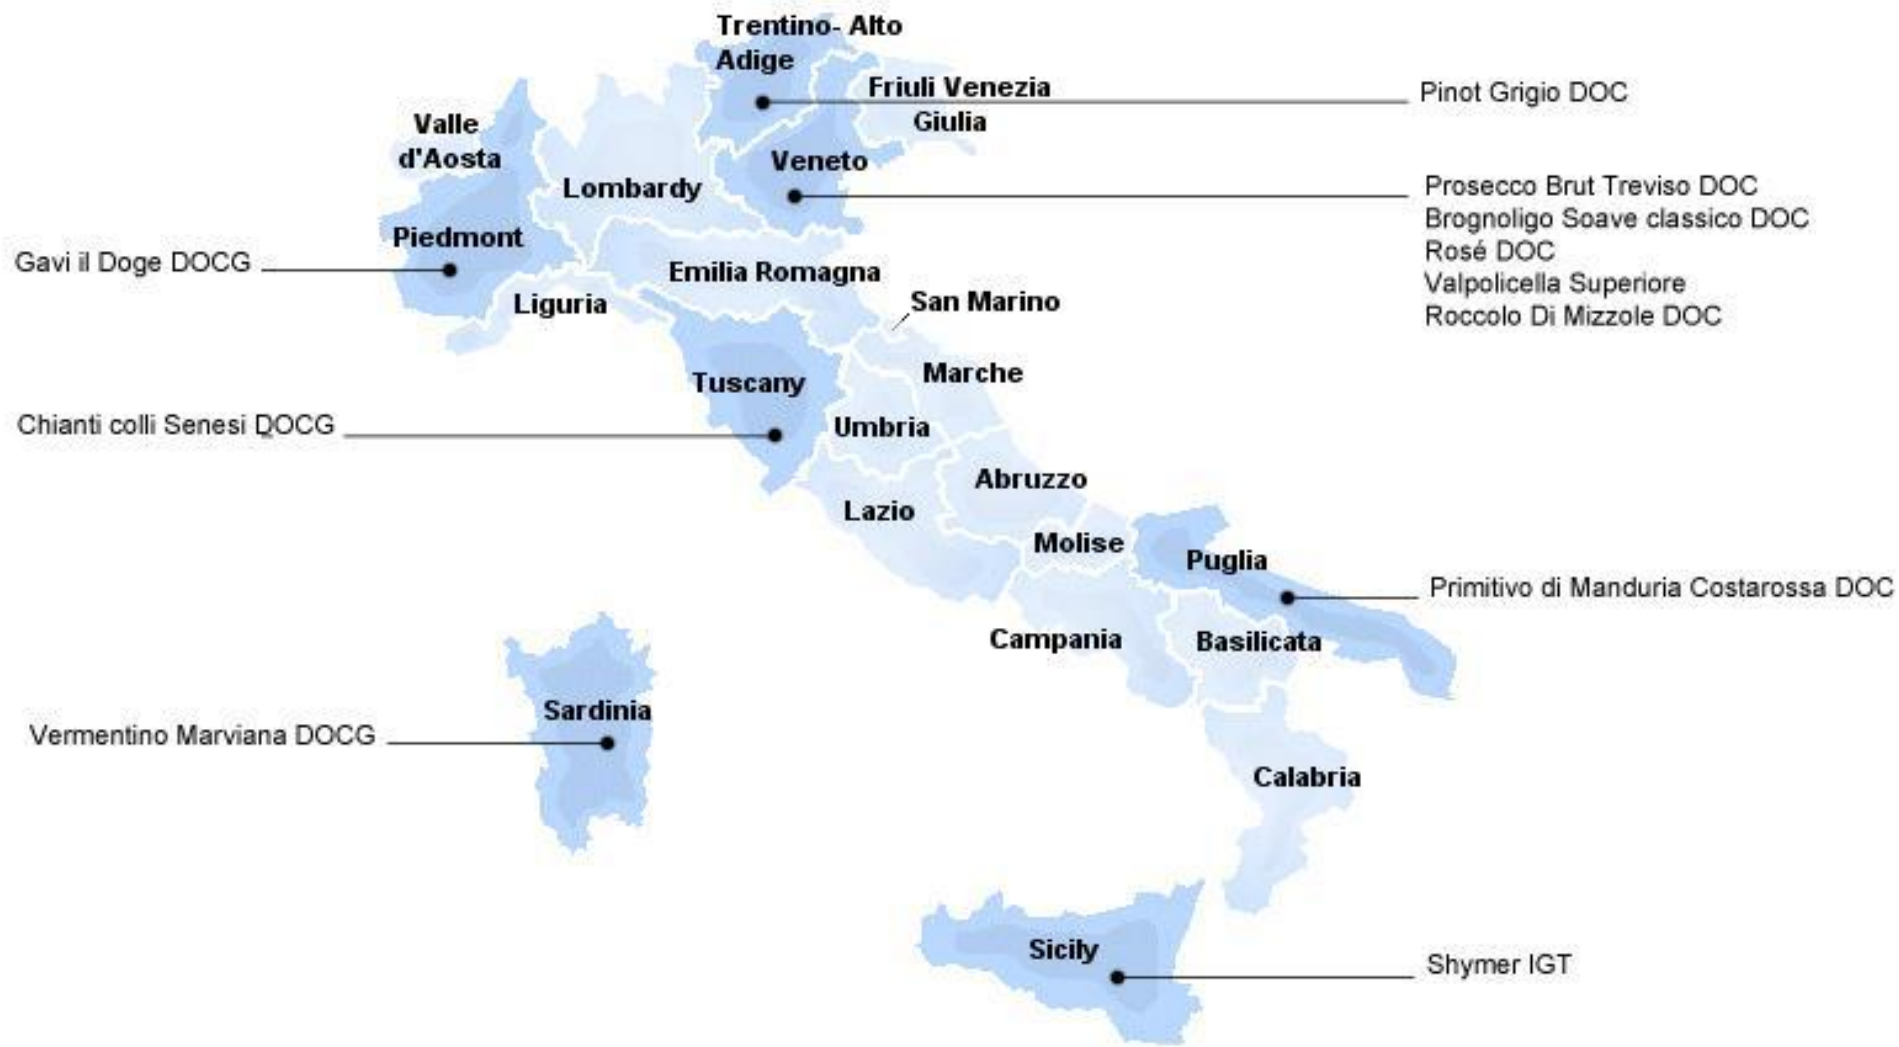 Trentino- Alto
Adige
Friuli Venezia
Giulia
Pinot Grigio DOC
Valle
d'Aosta
Veneto
Lombardy
Prosecco Brut Treviso DOC
Brognoligo Soave classico DOC
Rosé DOC
Valpolicella Superiore
Roccolo Di Mizzole DOC
Piedmont
Gavi il Doge DOCG
Emilia Romagna
Liguria
San Marino
Marche
Tuscany
Chianti colli Senesi DOCG
Umbria
Abruzzo
Lazio
Molise
Puglia
Primitivo di Manduria Costarossa DOC
Campania
Basilicata
Sardinia
Vermentino Marviana DOCG
Calabria
Sicily
Shymer IGT